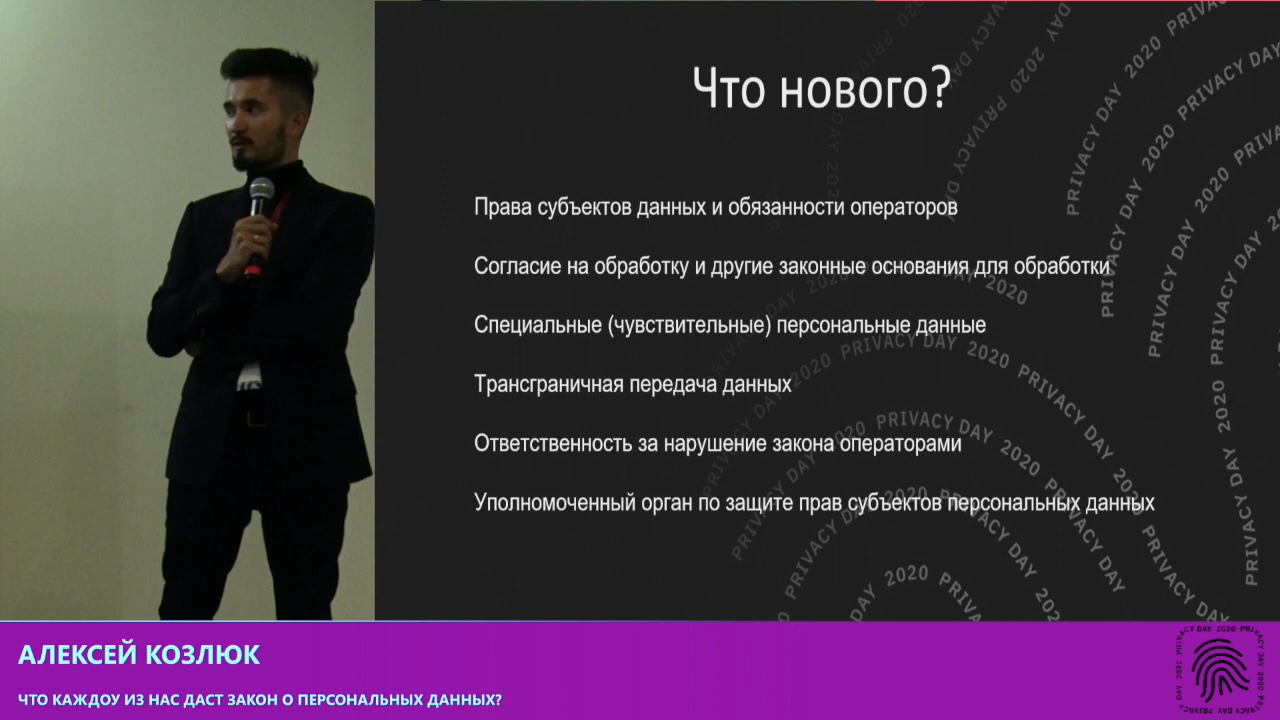 Что нового?
Права субъектов данных и обязанности операторов
Согласие на обработку и другие законные основания для обработки
Специальные (чувствительные) персональные данные
Трансграничная передача данных
Ответственность за нарушение закона операторами
Уполномоченный орган по защите прав субъектов персональных данных
АЛЕКСЕЙ КОЗЛЮК
ЧТО КАЖДОУ ИЗ НАС ДАСТ ЗАКОН О ПЕРСОНАЛЬНЫХ ДАННЫХ?
PRIVACY DAY 2020